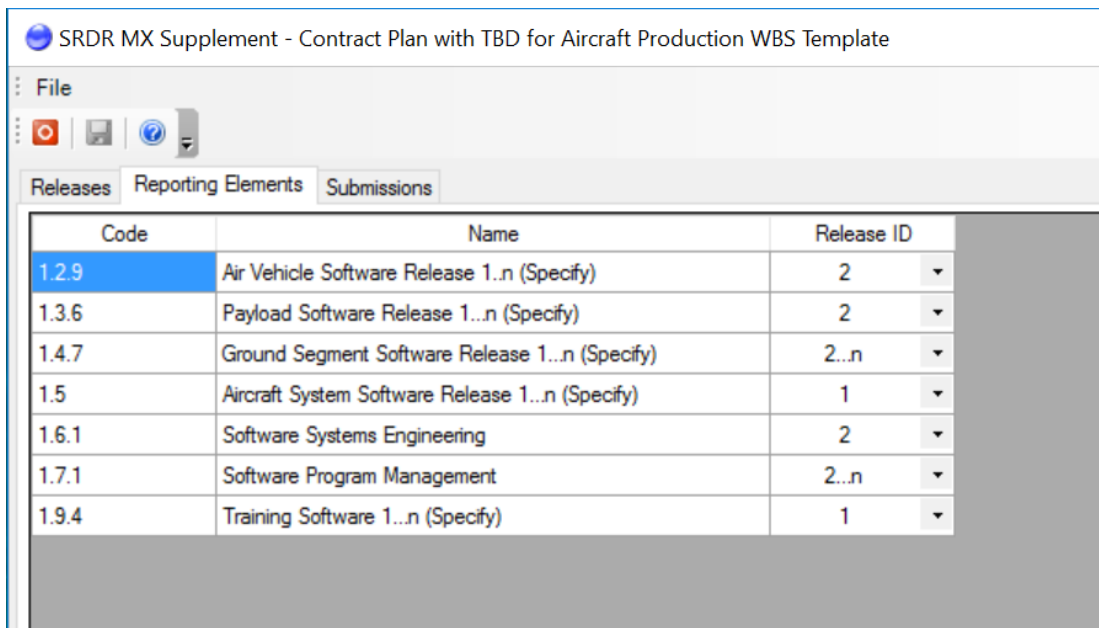 SRDR MX Supplement - Contract Plan with TBD for Aircraft Production WBS Template
File
Releases Reporting Elements Submissions
Code Name Release ID
1.2.9 Air Vehicle Software Release 1..n (Specify) 2
1.3.6 Payload Software Release 1...n (Specify) 2
1.4.7 Ground Segment Software Release 1...n (Specify) 2...n
1.5 Aircraft System Software Release 1...n (Specify) 1
1.6.1 Software Systems Engineering 2
1.7.1 Software Program Management 2...n
1.9.4 Training Software 1...n (Specify) 1